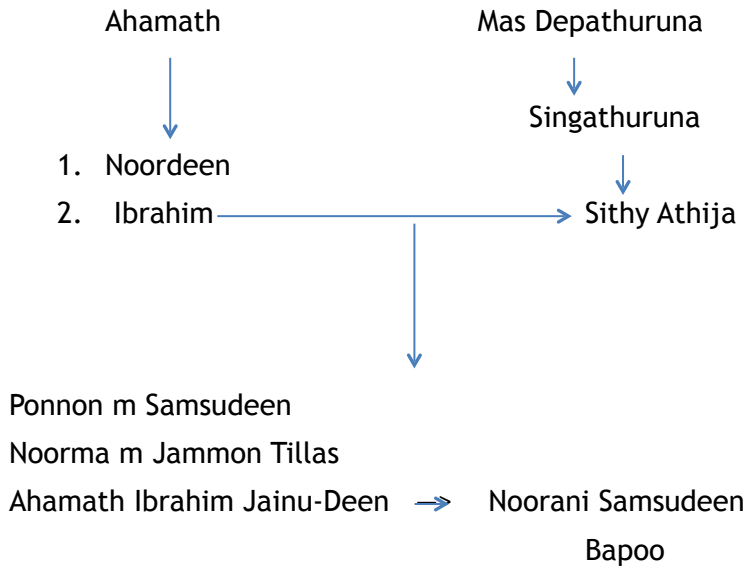 Ahamath Mas Depathuruna
Singathuruna
1. Noordeen
2. Ibrahim Sithy Athija
Ponnon m Samsudeen
Noorma m Jammon Tillas
Ahamath Ibrahim Jainu-Deen Noorani Samsudeen
Bapoo